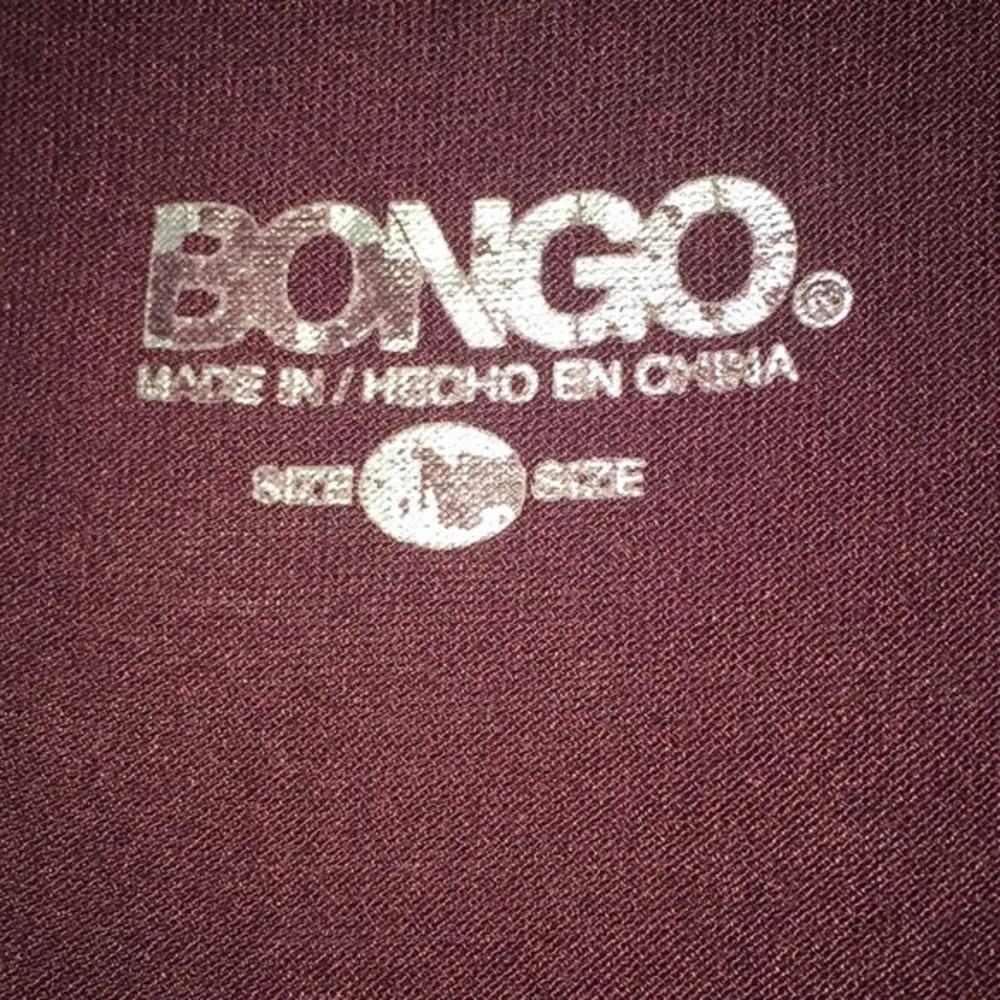 BONGO®
MADE IN / HECHO EN CHINA
SIZE SIZE